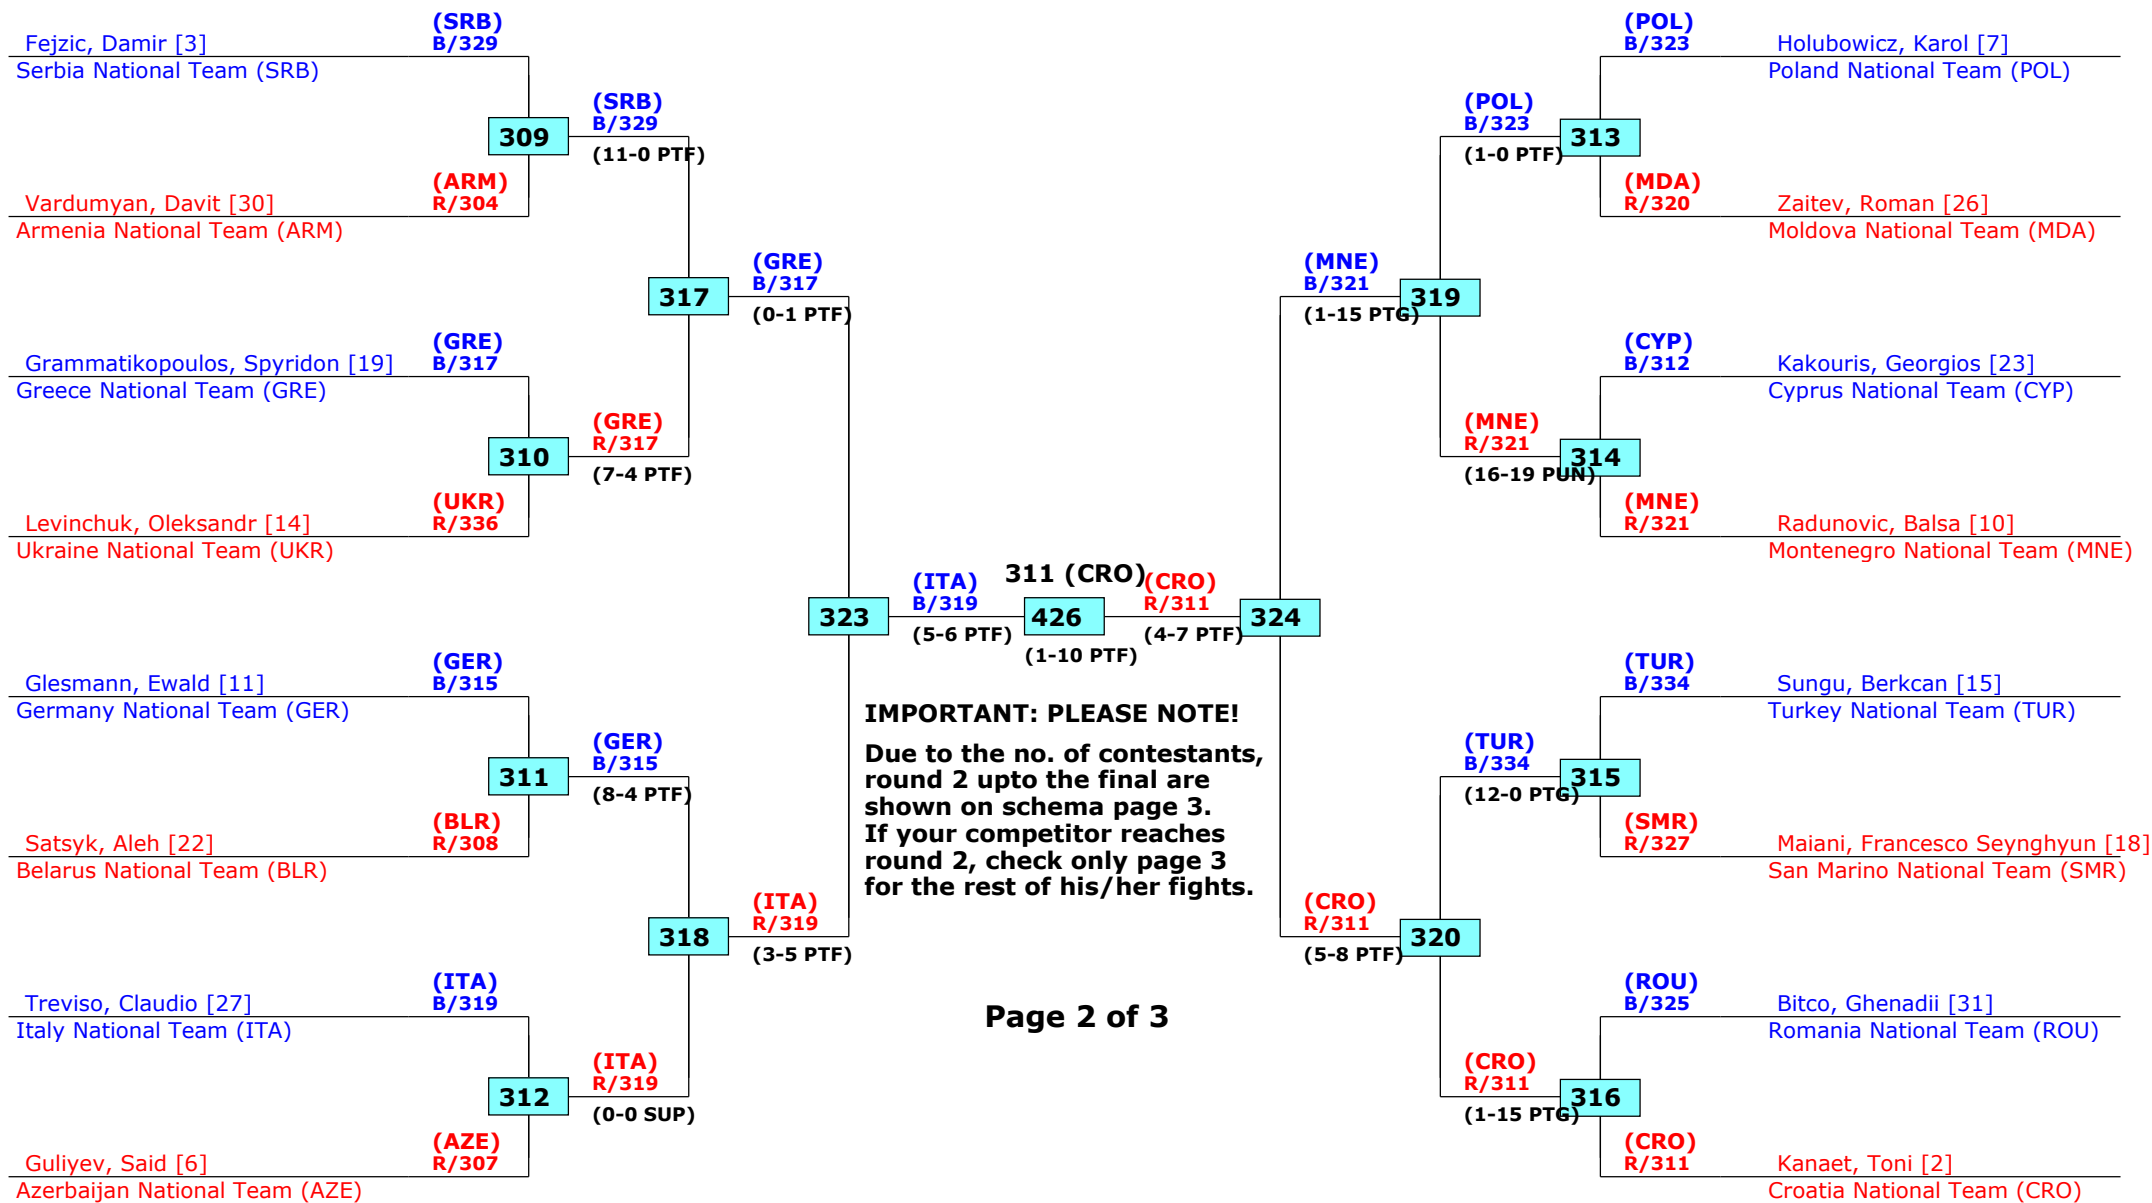 (SRB)
Fejzic, Damir [3] B/329
Serbia National Team (SRB)
(SRB)
B/329
309
(11-0 PTF)
(ARM)
Vardumyan, Davit [30] R/304
Armenia National Team (ARM)
(GRE)
B/317
317
(0-1 PTF)
(GRE)
Grammatikopoulos, Spyridon [19] B/317
Greece National Team (GRE)
(GRE)
R/317
310
(7-4 PTF)
(UKR)
Levinchuk, Oleksandr [14] R/336
Ukraine National Team (UKR)
(ITA)
B/319
323
(5-6 PTF)
(GER)
Glesmann, Ewald [11] B/315
Germany National Team (GER)
(GER)
B/315
311
(8-4 PTF)
(BLR)
Satsyk, Aleh [22] R/308
Belarus National Team (BLR)
(ITA)
R/319
318
(3-5 PTF)
(ITA)
Treviso, Claudio [27] B/319
Italy National Team (ITA)
(ITA)
R/319
312
(0-0 SUP)
(AZE)
Guliyev, Said [6] R/307
Azerbaijan National Team (AZE)
311 (CRO)
426
(1-10 PTF)
IMPORTANT: PLEASE NOTE!
Due to the no. of contestants,
round 2 upto the final are
shown on schema page 3.
If your competitor reaches
round 2, check only page 3
for the rest of his/her fights.
Page 2 of 3
(POL)
B/323 Holubowicz, Karol [7]
Poland National Team (POL)
(POL)
B/323
313
(1-0 PTF)
(MDA)
R/320 Zaitev, Roman [26]
Moldova National Team (MDA)
(MNE)
B/321
319
(1-15 PTG)
(CYP)
B/312 Kakouris, Georgios [23]
Cyprus National Team (CYP)
(MNE)
R/321
314
(16-19 PUN)
(MNE)
R/321 Radunovic, Balsa [10]
Montenegro National Team (MNE)
(CRO)
R/311
324
(4-7 PTF)
(TUR)
B/334 Sungu, Berkcan [15]
Turkey National Team (TUR)
(TUR)
B/334
315
(12-0 PTG)
(SMR)
R/327 Maiani, Francesco Seynghyun [18]
San Marino National Team (SMR)
(CRO)
R/311
320
(5-8 PTF)
(ROU)
B/325 Bitco, Ghenadii [31]
Romania National Team (ROU)
(CRO)
R/311
316
(1-15 PTG)
(CRO)
R/311 Kanaet, Toni [2]
Croatia National Team (CRO)